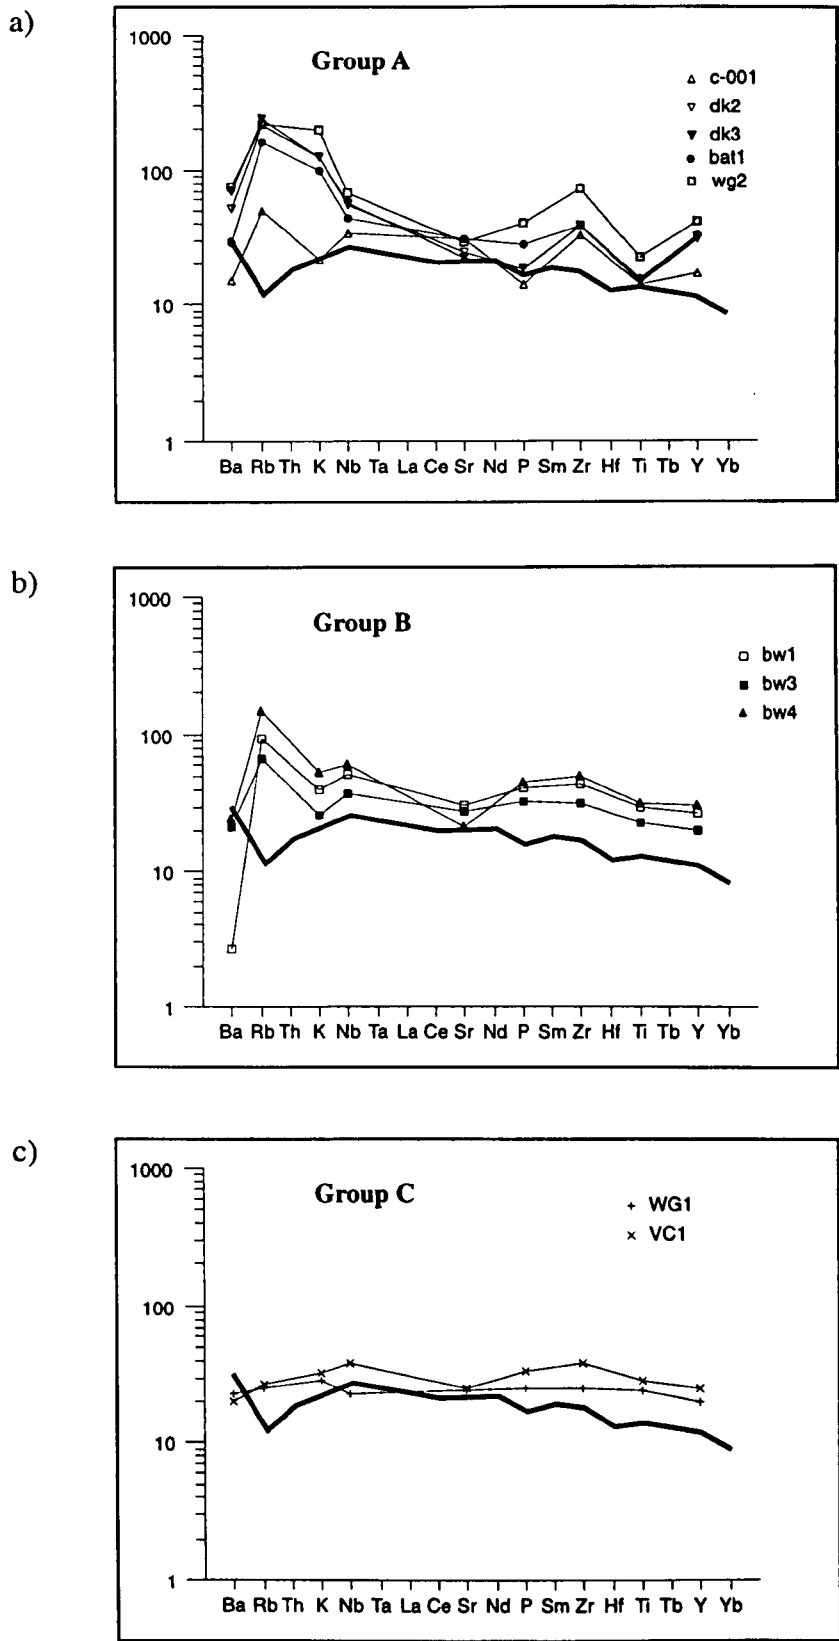 a)
Group A
1000
100
10
1
c-001
dk2
dk3
bat1
wg2
Ba Rb Th K Nb Ta La Ce Sr Nd P Sm Zr Hf Ti Tb Y Yb
b)
Group B
1000
100
10
1
bw1
bw3
bw4
Ba Rb Th K Nb Ta La Ce Sr Nd P Sm Zr Hf Ti Tb Y Yb
c)
Group C
1000
100
10
1
WG1
VC1
Ba Rb Th K Nb Ta La Ce Sr Nd P Sm Zr Hf Ti Tb Y Yb